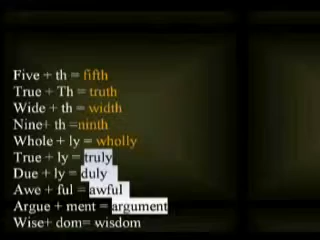 Five + th = fifth
True + Th = truth
Wide + th = width
Nine+ th =ninth
Whole + ly = wholly
True + ly = truly
Due + ly = duly
Awe + ful = awful
Argue + ment = argument
Wise+ dom= wisdom